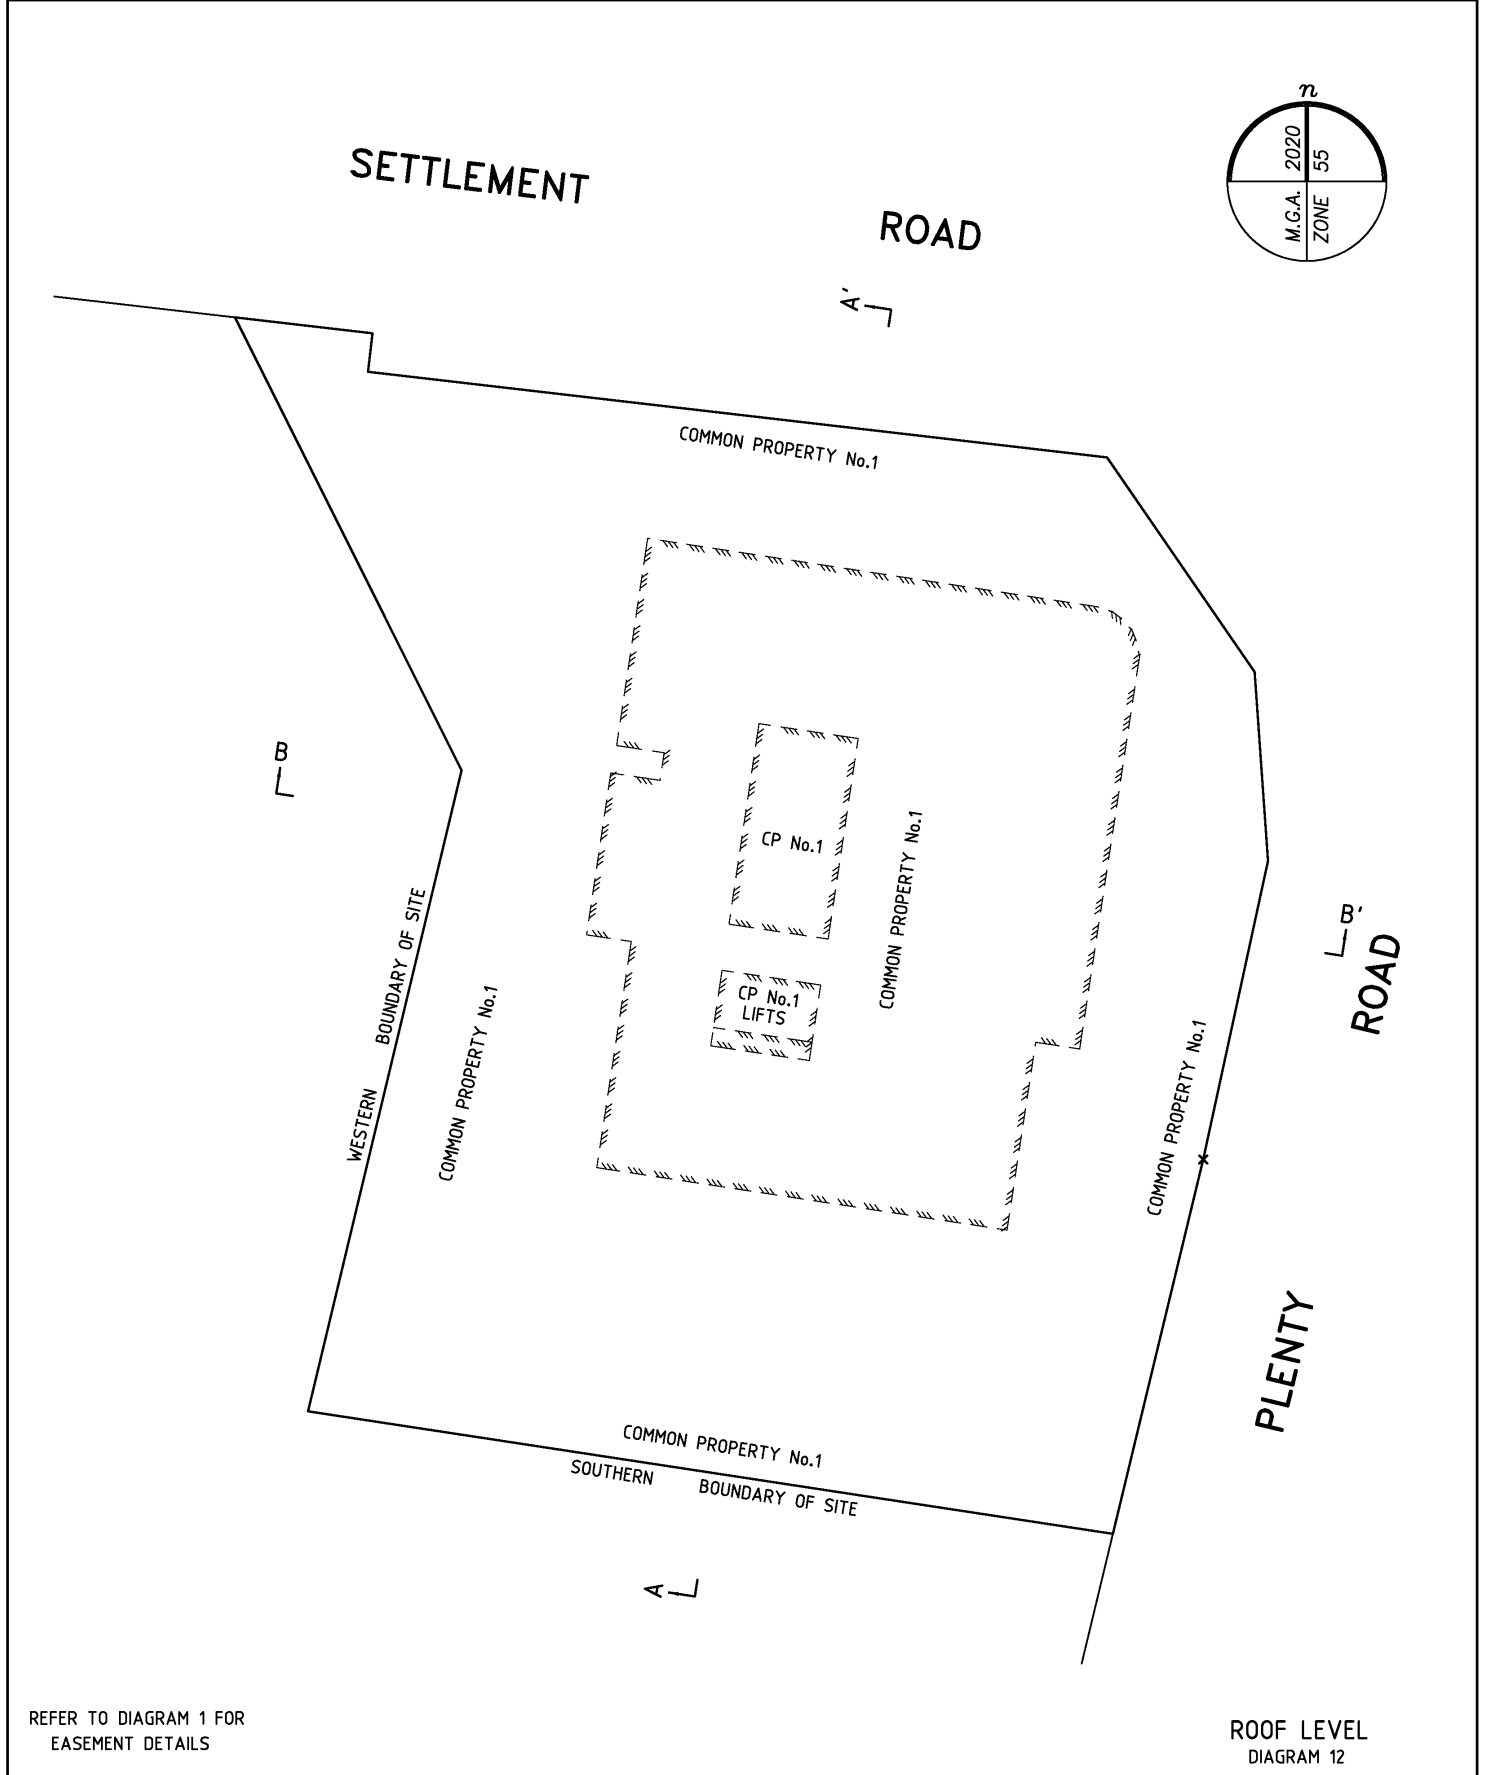 n
M.G.A. 2020
ZONE 55
SETTLEMENT ROAD
A'
COMMON PROPERTY No.1
B
CP No.1
COMMON PROPERTY No.1
CP No.1
LIFTS
WESTERN BOUNDARY OF SITE
COMMON PROPERTY No.1
B'
COMMON PROPERTY No.1
PLENTY ROAD
COMMON PROPERTY No.1
SOUTHERN BOUNDARY OF SITE
A
REFER TO DIAGRAM 1 FOR
EASEMENT DETAILS
ROOF LEVEL
DIAGRAM 12